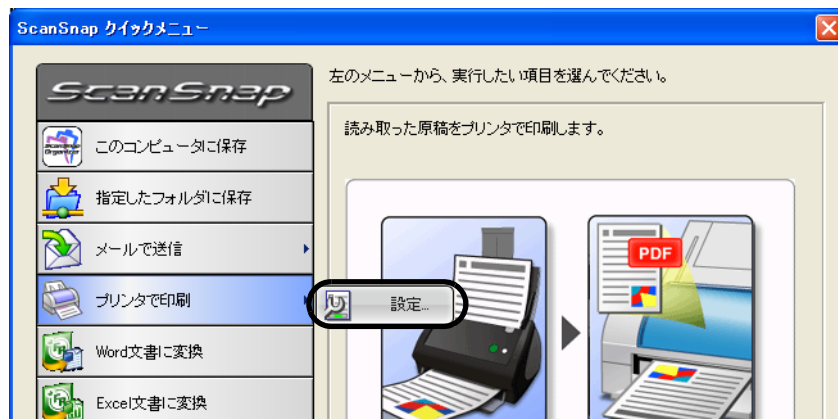 ScanSnap クイックメニュー
ScanSnap
左のメニューから、実行したい項目を選んでください。
読み取った原稿をプリンタで印刷します。
このコンピュータに保存
指定したフォルダに保存
メールで送信
プリンタで印刷
設定...
Word文書に変換
Excel文書に変換
PDF